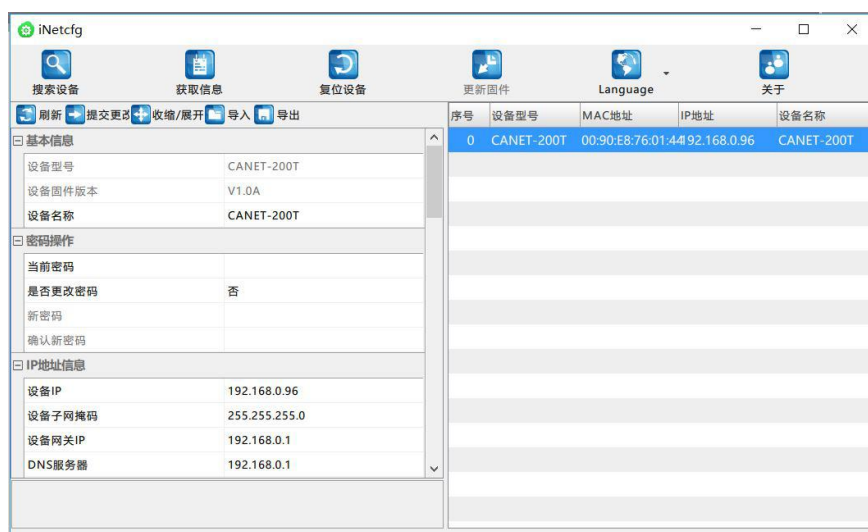 iNetcfg
搜索设备 获取信息 复位设备 更新固件 Language 关于
刷新 提交更改 收缩/展开 导入 导出
基本信息
设备型号 CANET-200T
设备固件版本 V1.0A
设备名称 CANET-200T
密码操作
当前密码
是否更改密码 否
新密码
确认新密码
IP地址信息
设备IP 192.168.0.96
设备子网掩码 255.255.255.0
设备网关IP 192.168.0.1
DNS服务器 192.168.0.1
序号 设备型号 MAC地址 IP地址 设备名称
0 CANET-200T 00:90:E8:76:01:44 192.168.0.96 CANET-200T